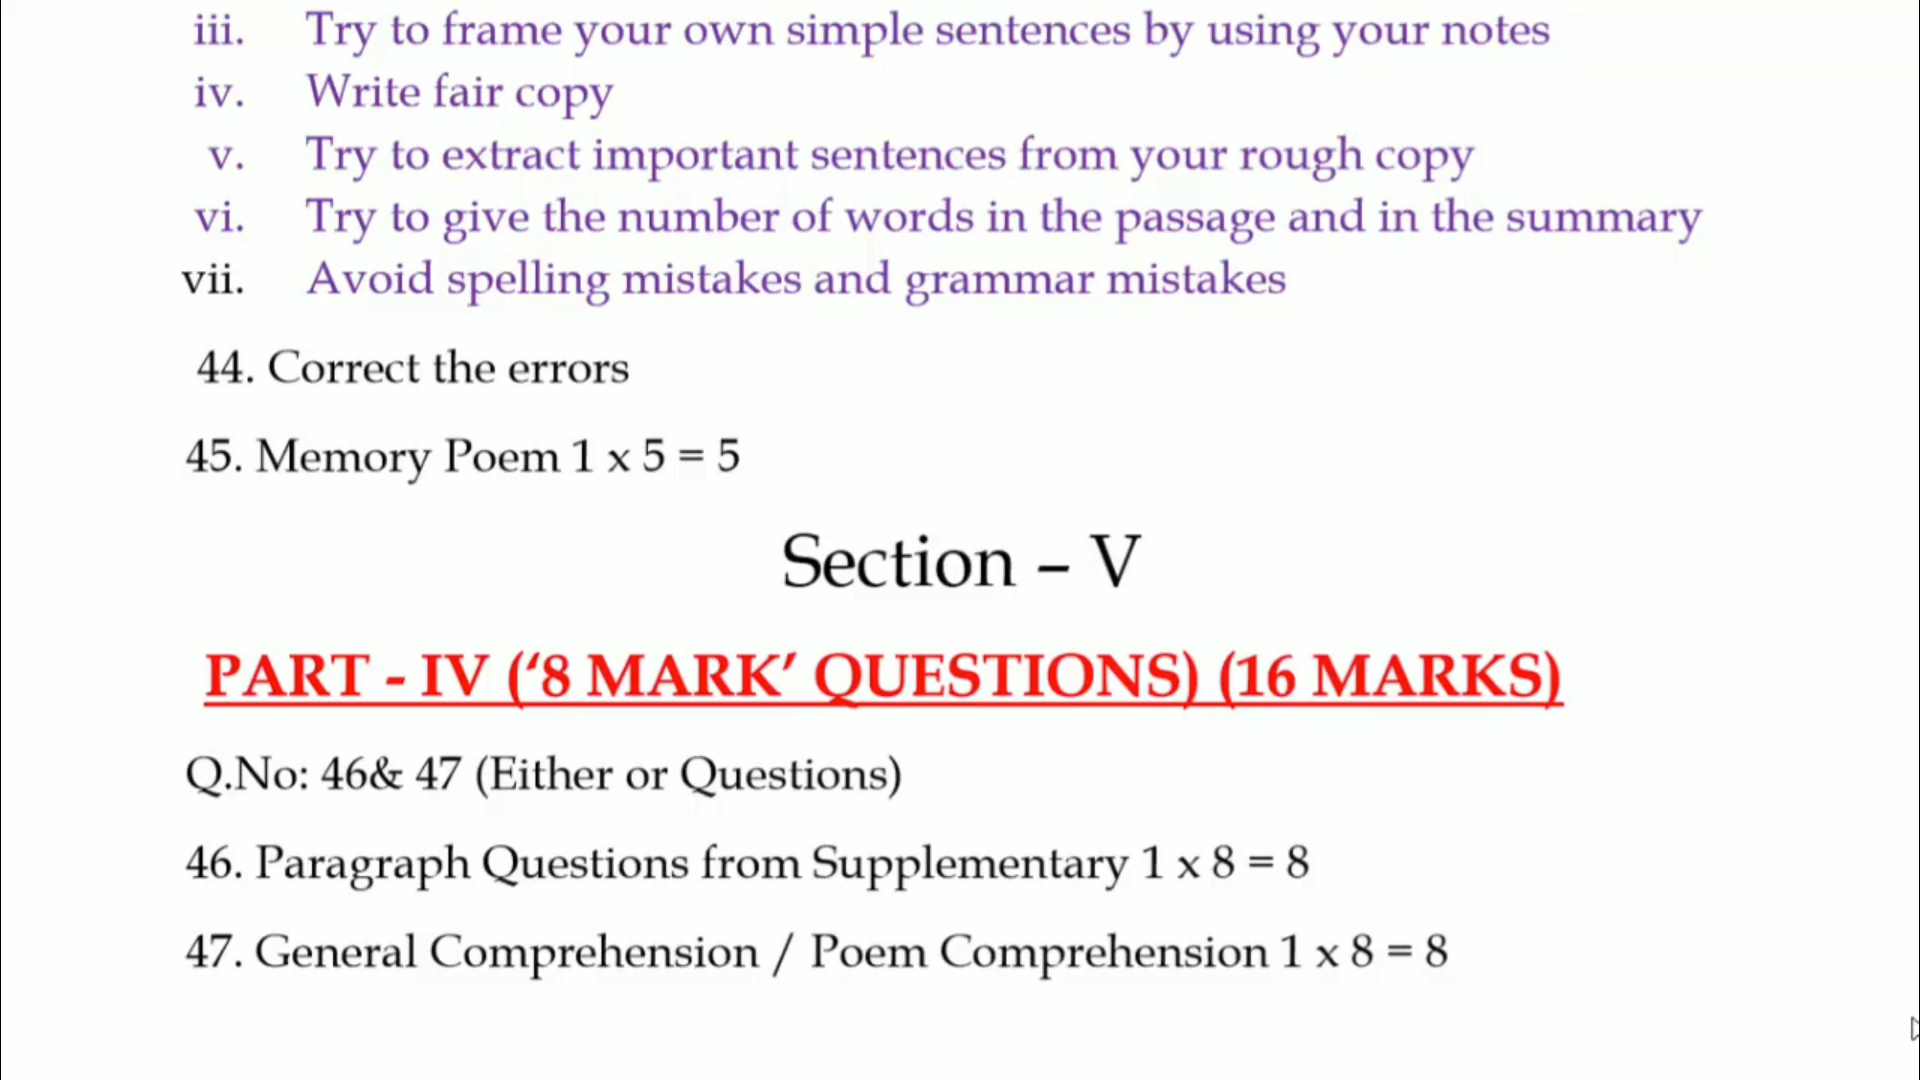 iii. Try to frame your own simple sentences by using your notes
iv. Write fair copy
v. Try to extract important sentences from your rough copy
vi. Try to give the number of words in the passage and in the summary
vii. Avoid spelling mistakes and grammar mistakes
44. Correct the errors
45. Memory Poem 1 x 5 = 5
Section – V
PART - IV (‘8 MARK’ QUESTIONS) (16 MARKS)
Q.No: 46& 47 (Either or Questions)
46. Paragraph Questions from Supplementary 1 x 8 = 8
47. General Comprehension / Poem Comprehension 1 x 8 = 8